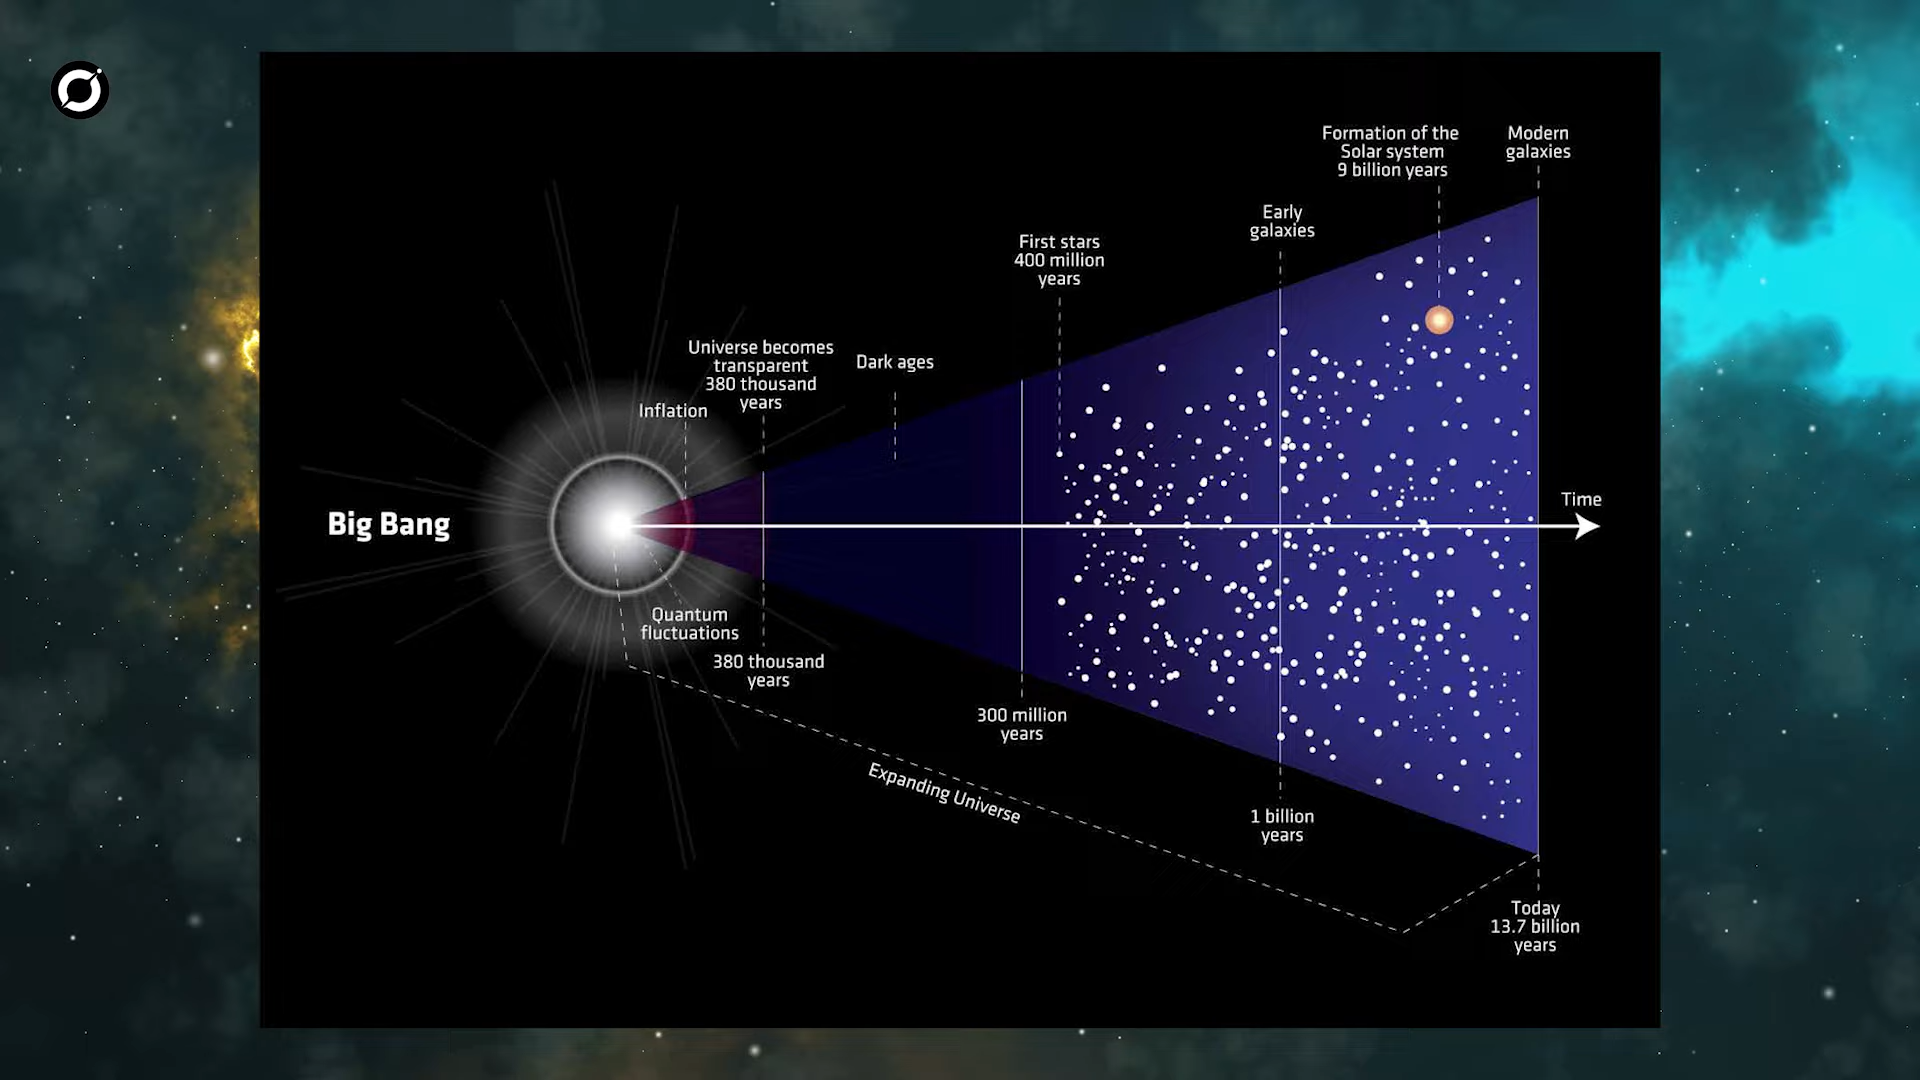 Formation of the
Solar system
9 billion years
Modern
galaxies
Early
galaxies
First stars
400 million
years
Universe becomes
transparent
380 thousand
years
Dark ages
Inflation
Time
Big Bang
Quantum
fluctuations
380 thousand
years
300 million
years
Expanding Universe
1 billion
years
Today
13.7 billion
years